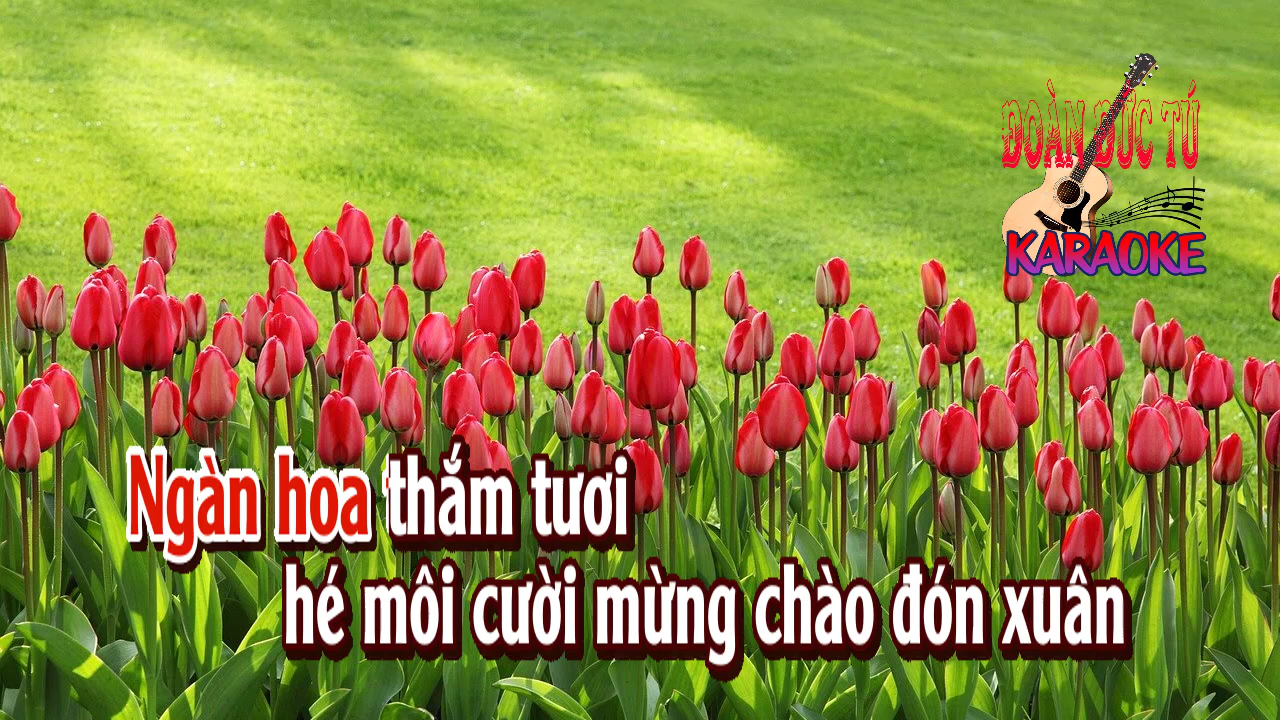 ĐOÀN ĐỨC TÚ
KARAOKE
Ngàn hoa thắm tươi
hé môi cười mừng chào đón xuân